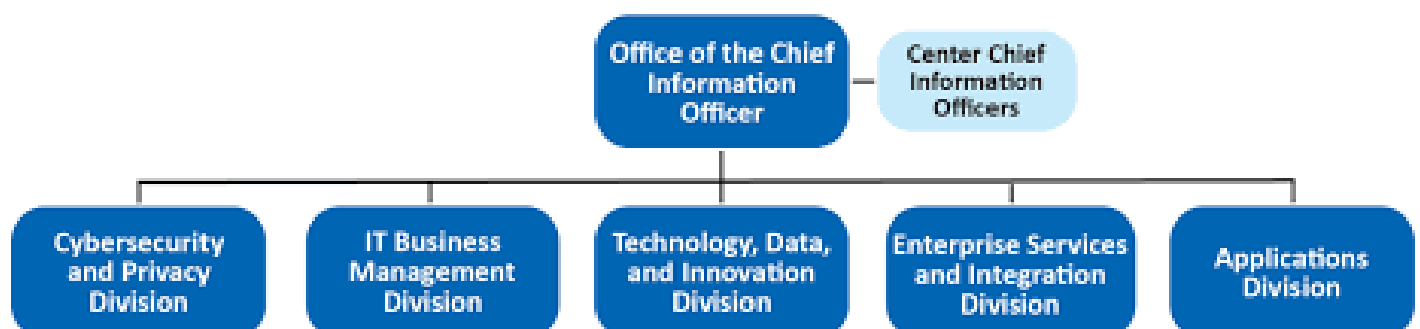 Office of the Chief
Information
Officer
Center Chief
Information
Officers
Cybersecurity
and Privacy
Division
IT Business
Management
Division
Technology, Data,
and Innovation
Division
Enterprise Services
and Integration
Division
Applications
Division